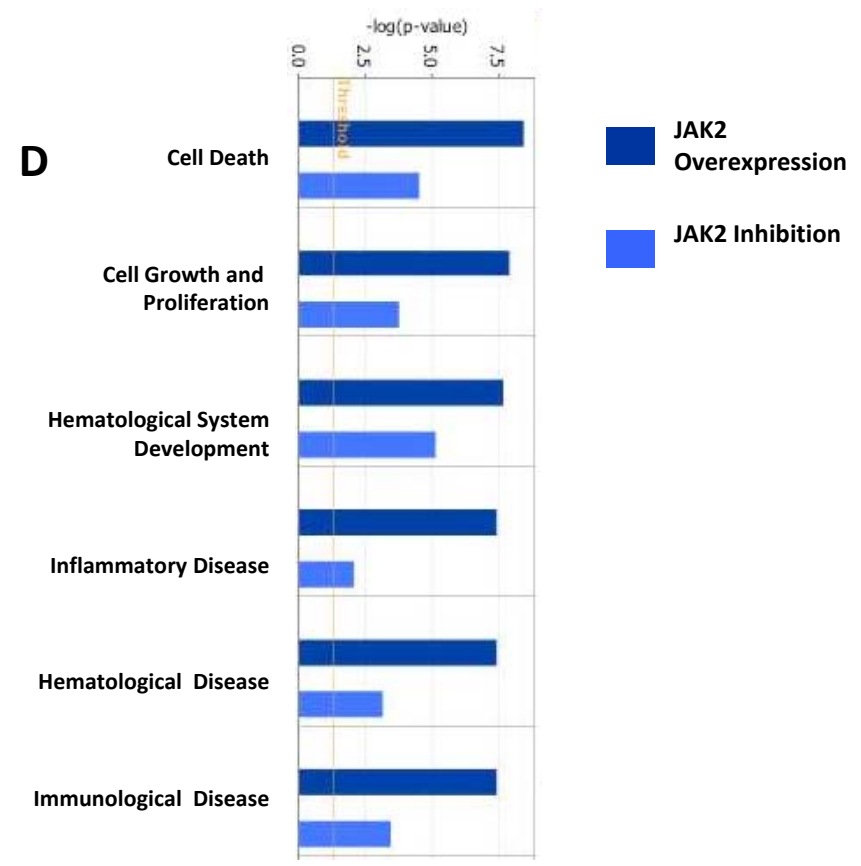 -log(p-value)
0.0 2.5 5.0 7.5
Threshold
D
Cell Death
Cell Growth and
Proliferation
Hematological System
Development
Inflammatory Disease
Hematological Disease
Immunological Disease
JAK2
Overexpression
JAK2 Inhibition